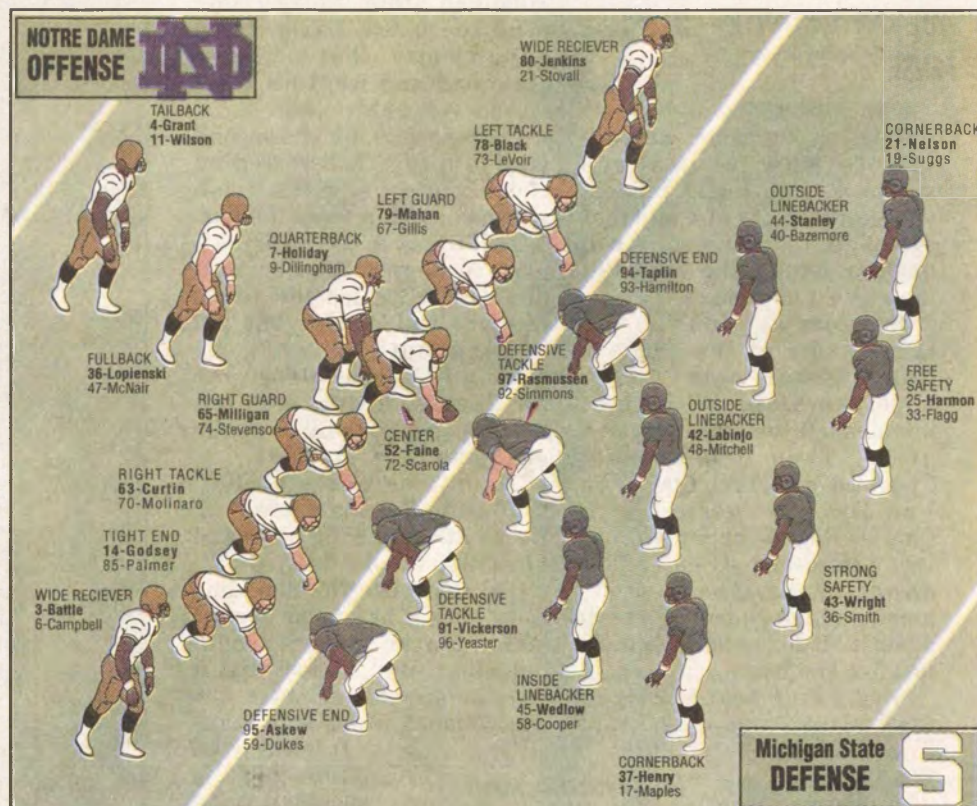 NOTRE DAME
OFFENSE
ND
TAILBACK
4-Grant
11-Wilson
WIDE RECIEVER
80-Jenkins
21-Stovall
LEFT TACKLE
78-Black
73-LeVoir
CORNERBACK
21-Nelson
19-Suggs
LEFT GUARD
79-Mahan
67-Gillis
OUTSIDE
LINEBACKER
44-Stanley
40-Bazemore
QUARTERBACK
7-Holiday
9-Dillingham
DEFENSIVE END
94-Taplin
93-Hamilton
FULLBACK
36-Lopienski
47-McNair
DEFENSIVE
TACKLE
97-Rasmussen
92-Simmons
FREE
SAFETY
25-Harmon
33-Flagg
RIGHT GUARD
65-Milligan
74-Stevenson
CENTER
52-Faine
72-Scarola
OUTSIDE
LINEBACKER
42-Labinjo
48-Mitchell
RIGHT TACKLE
63-Curtin
70-Molinaro
TIGHT END
14-Godsey
85-Palmer
WIDE RECIEVER
3-Battle
6-Campbell
DEFENSIVE
TACKLE
91-Vickerson
96-Yeaster
STRONG
SAFETY
43-Wright
36-Smith
INSIDE
LINEBACKER
45-Wedlow
58-Cooper
DEFENSIVE END
95-Askew
59-Dukes
CORNERBACK
37-Henry
17-Maples
Michigan State
DEFENSE
S